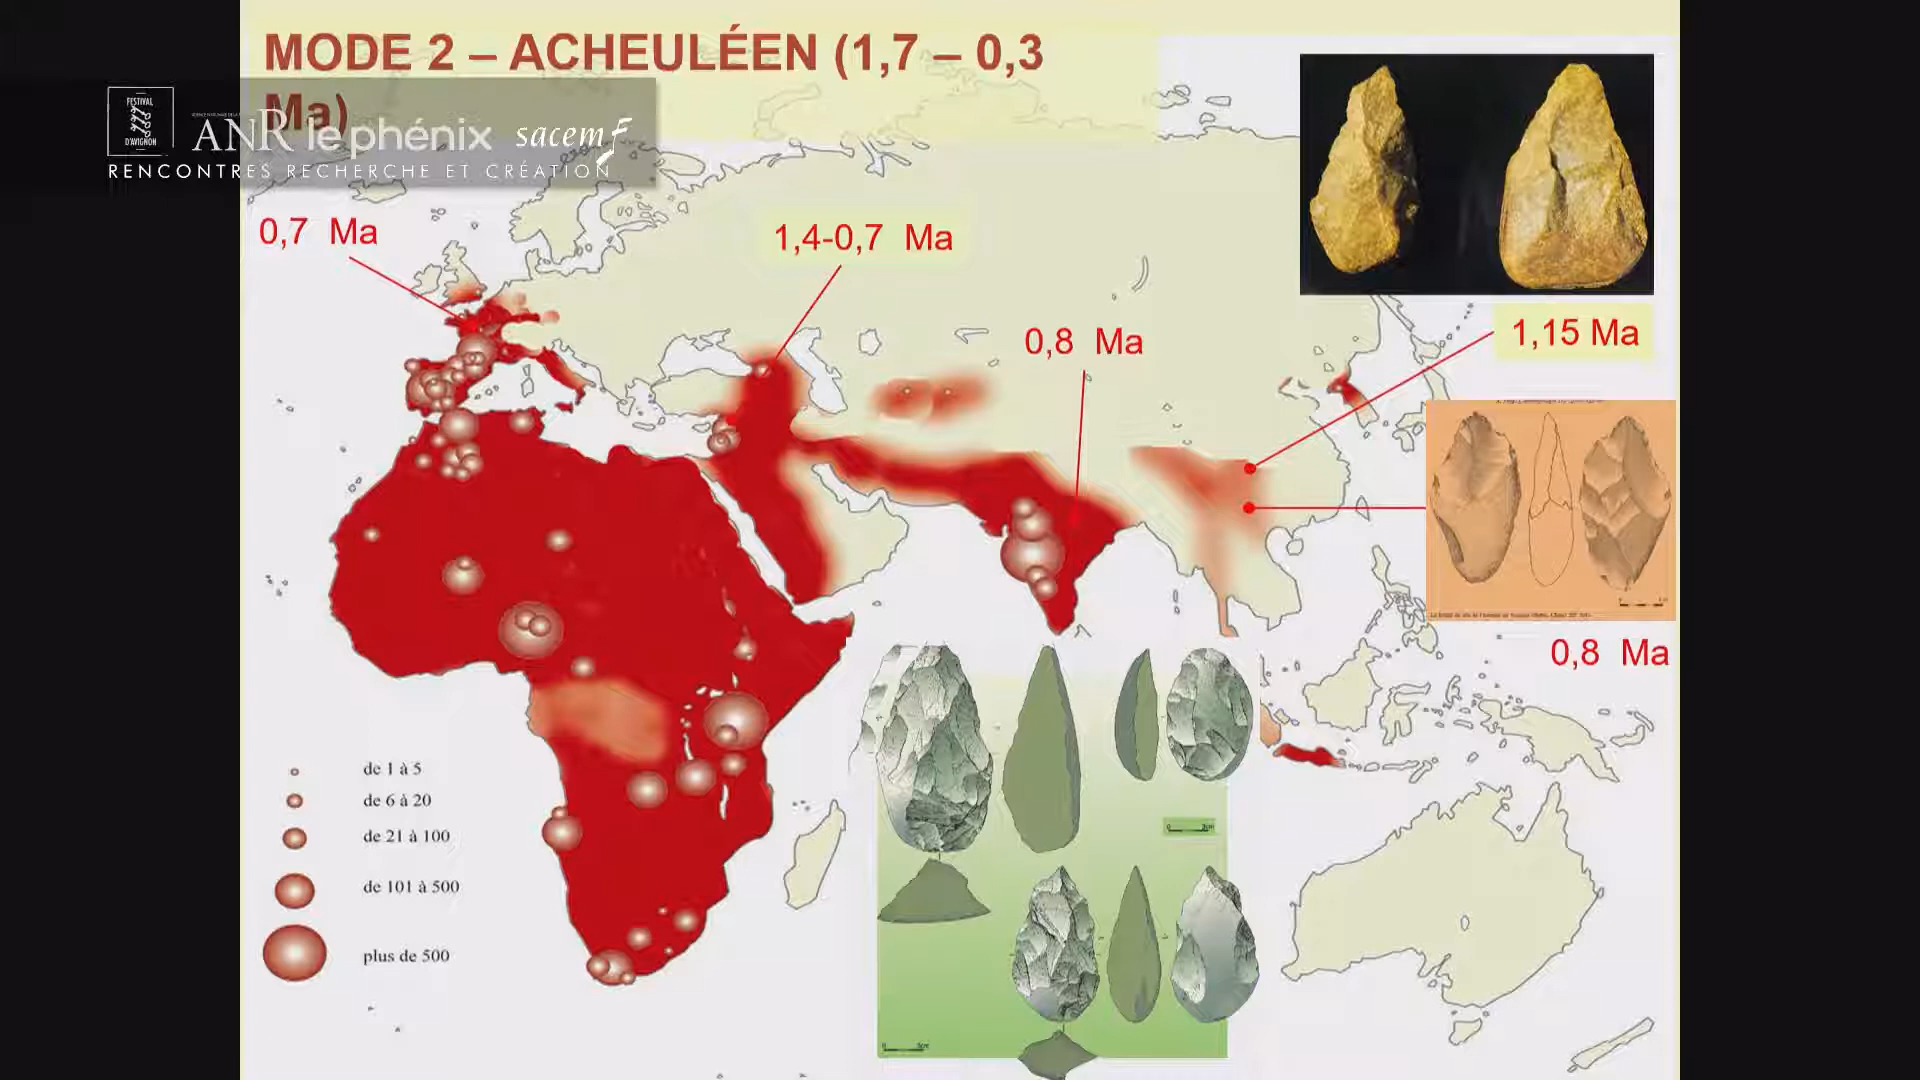 MODE 2 – ACHEULÉEN (1,7 – 0,3
Ma)
FESTIVAL
D'AVIGNON
ANR le phénix sacem
RENCONTRES RECHERCHE ET CRÉATION
0,7 Ma
1,4-0,7 Ma
0,8 Ma
1,15 Ma
0,8 Ma
de 1 à 5
de 6 à 20
de 21 à 100
de 101 à 500
plus de 500